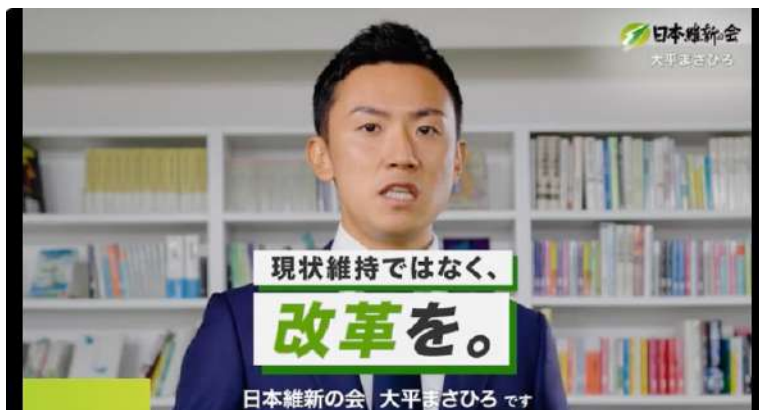 日本維新の会
大平まさひろ
現状維持ではなく、
改革を。
日本維新の会 大平まさひろ です